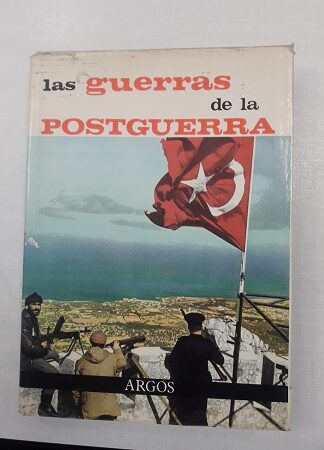 las guerras
de la
POSTGUERRA
ARGOS